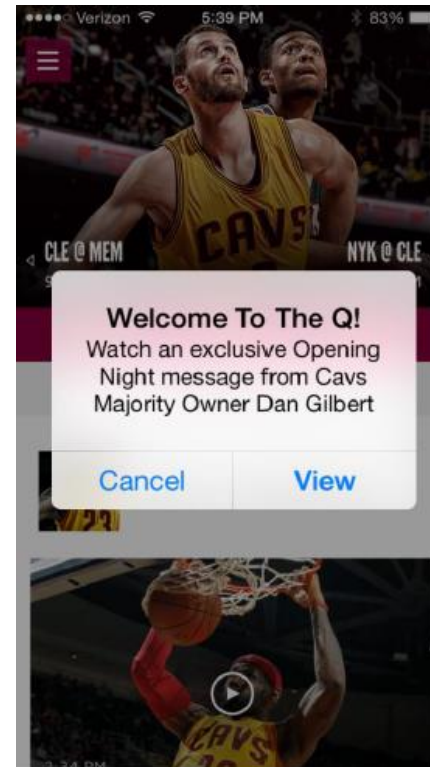 Verizon 5:39 PM 83%
CAVS
CLE @ MEM NYK @ CLE
Welcome To The Q!
Watch an exclusive Opening
Night message from Cavs
Majority Owner Dan Gilbert
Cancel View
23
CAVS